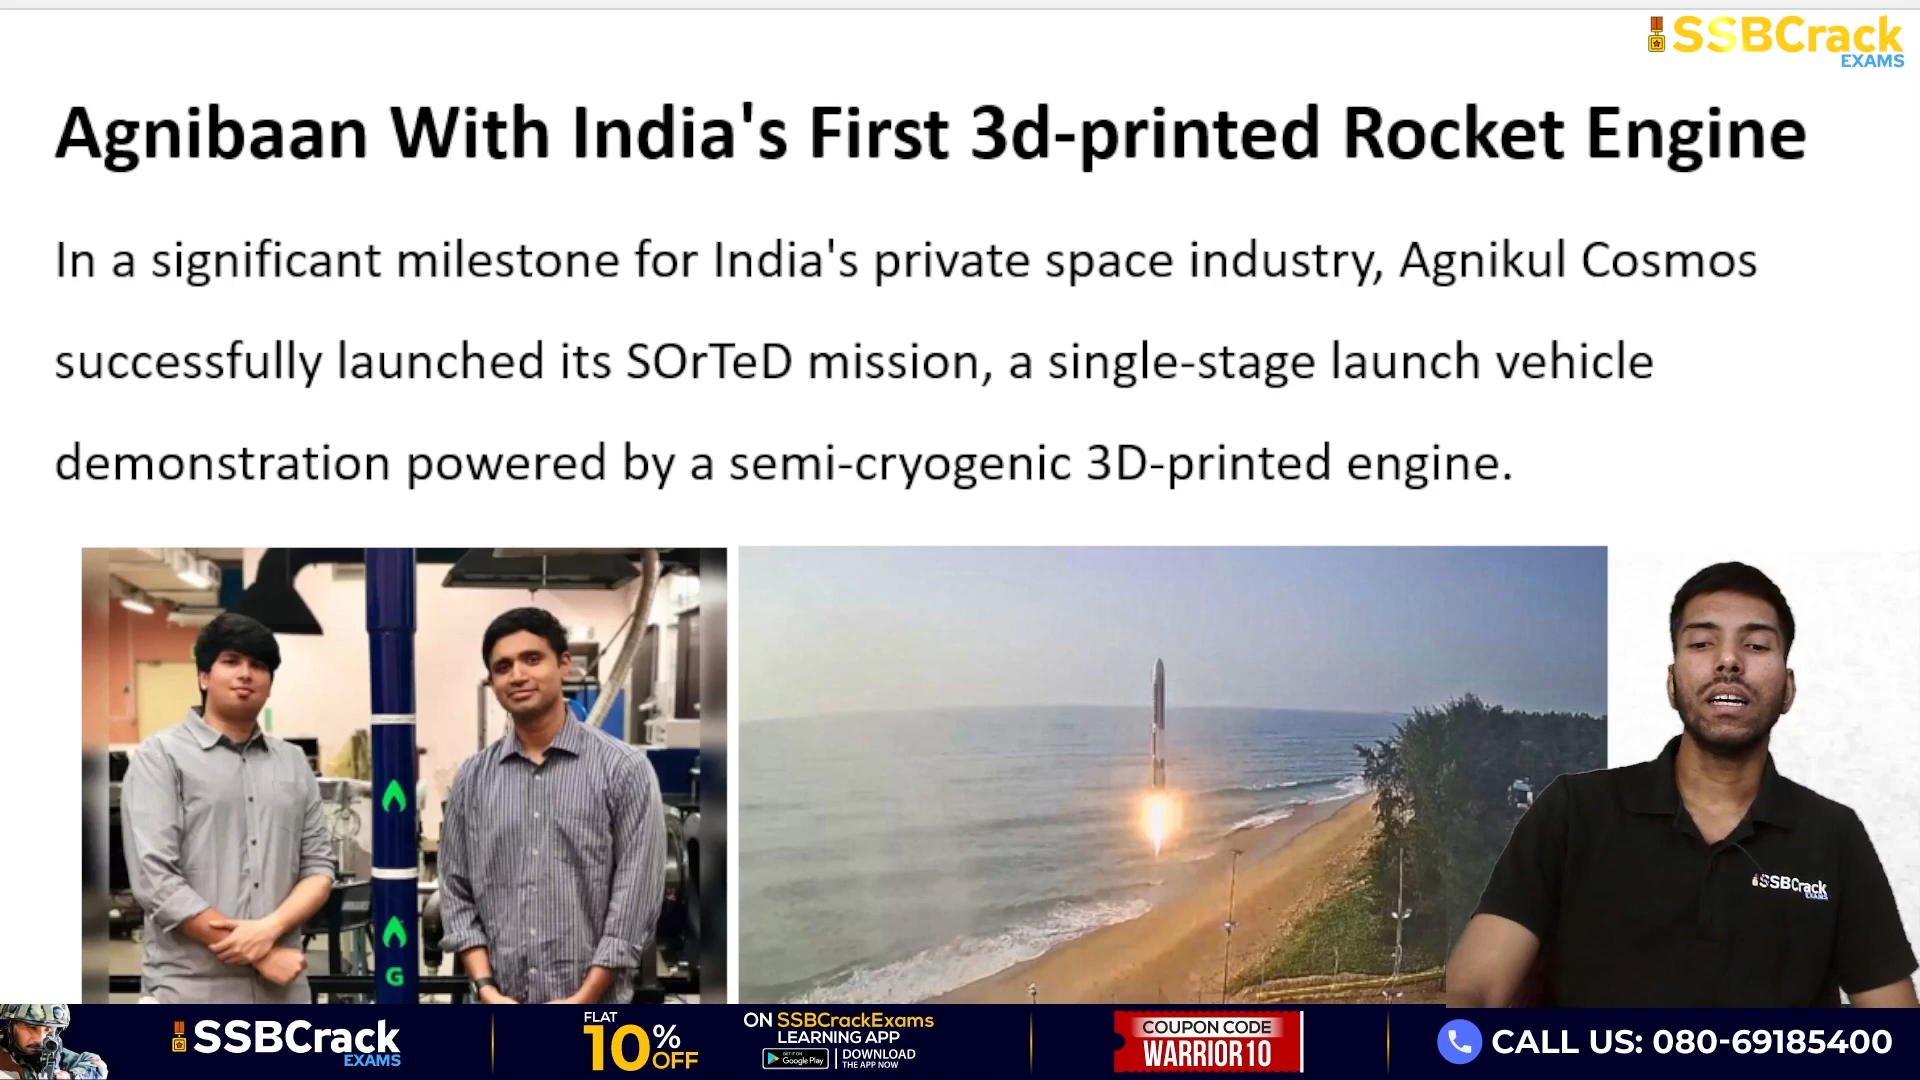 SSBCrack
EXAMS
Agnibaan With India's First 3d-printed Rocket Engine
In a significant milestone for India's private space industry, Agnikul Cosmos
successfully launched its SOrTeD mission, a single-stage launch vehicle
demonstration powered by a semi-cryogenic 3D-printed engine.
G
SSBCrack
EXAMS
SSBCrack
EXAMS
FLAT
10% OFF
ON SSBCrackExams
LEARNING APP
GET IT ON
Google Play
DOWNLOAD
THE APP NOW
COUPON CODE
WARRIOR10
CALL US: 080-69185400